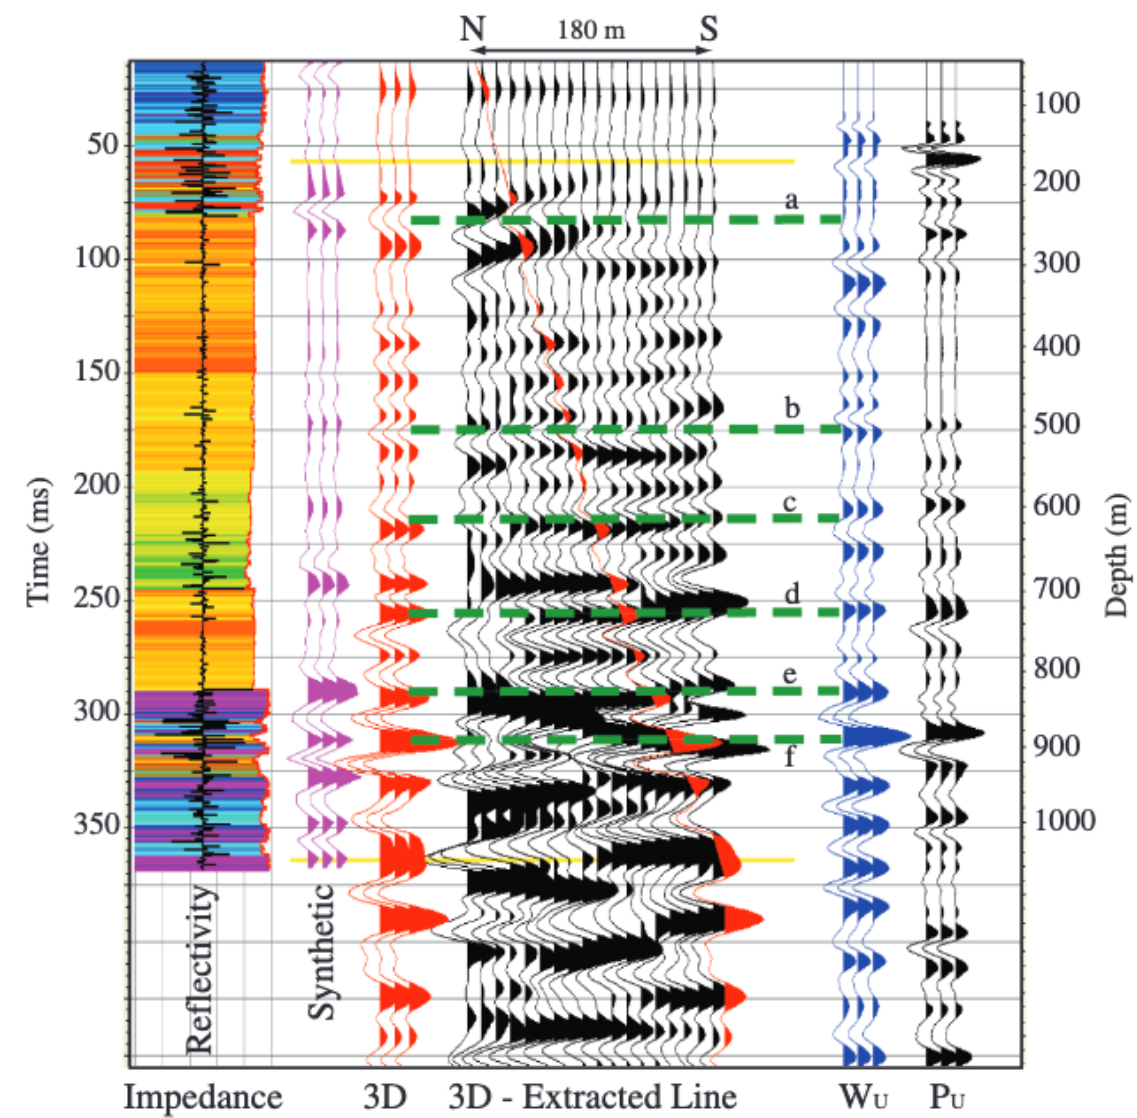 N S
180 m
50
100
150
200
250
300
350
Time (ms)
100
200
300
400
500
600
700
800
900
1000
Depth (m)
a
b
c
d
e
f
Reflectivity
Synthetic
Impedance 3D 3D - Extracted Line WU PU